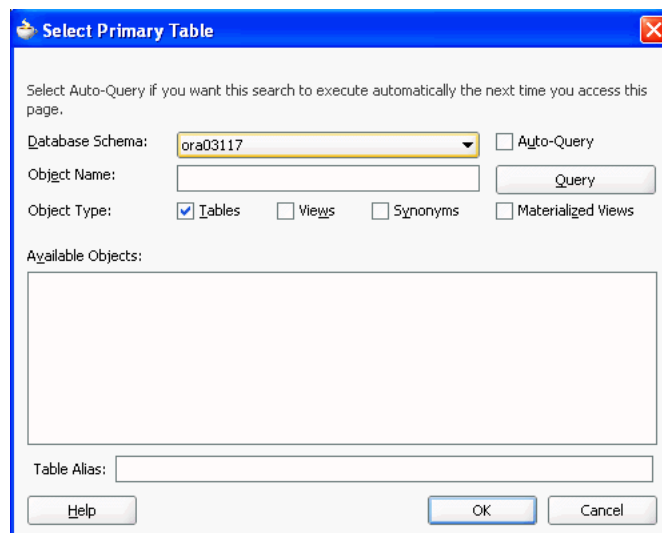 Select Primary Table
Select Auto-Query if you want this search to execute automatically the next time you access this
page.
Database Schema: ora03117 Auto-Query
Object Name: Query
Object Type: Tables Views Synonyms Materialized Views
Available Objects:
Table Alias:
Help OK Cancel